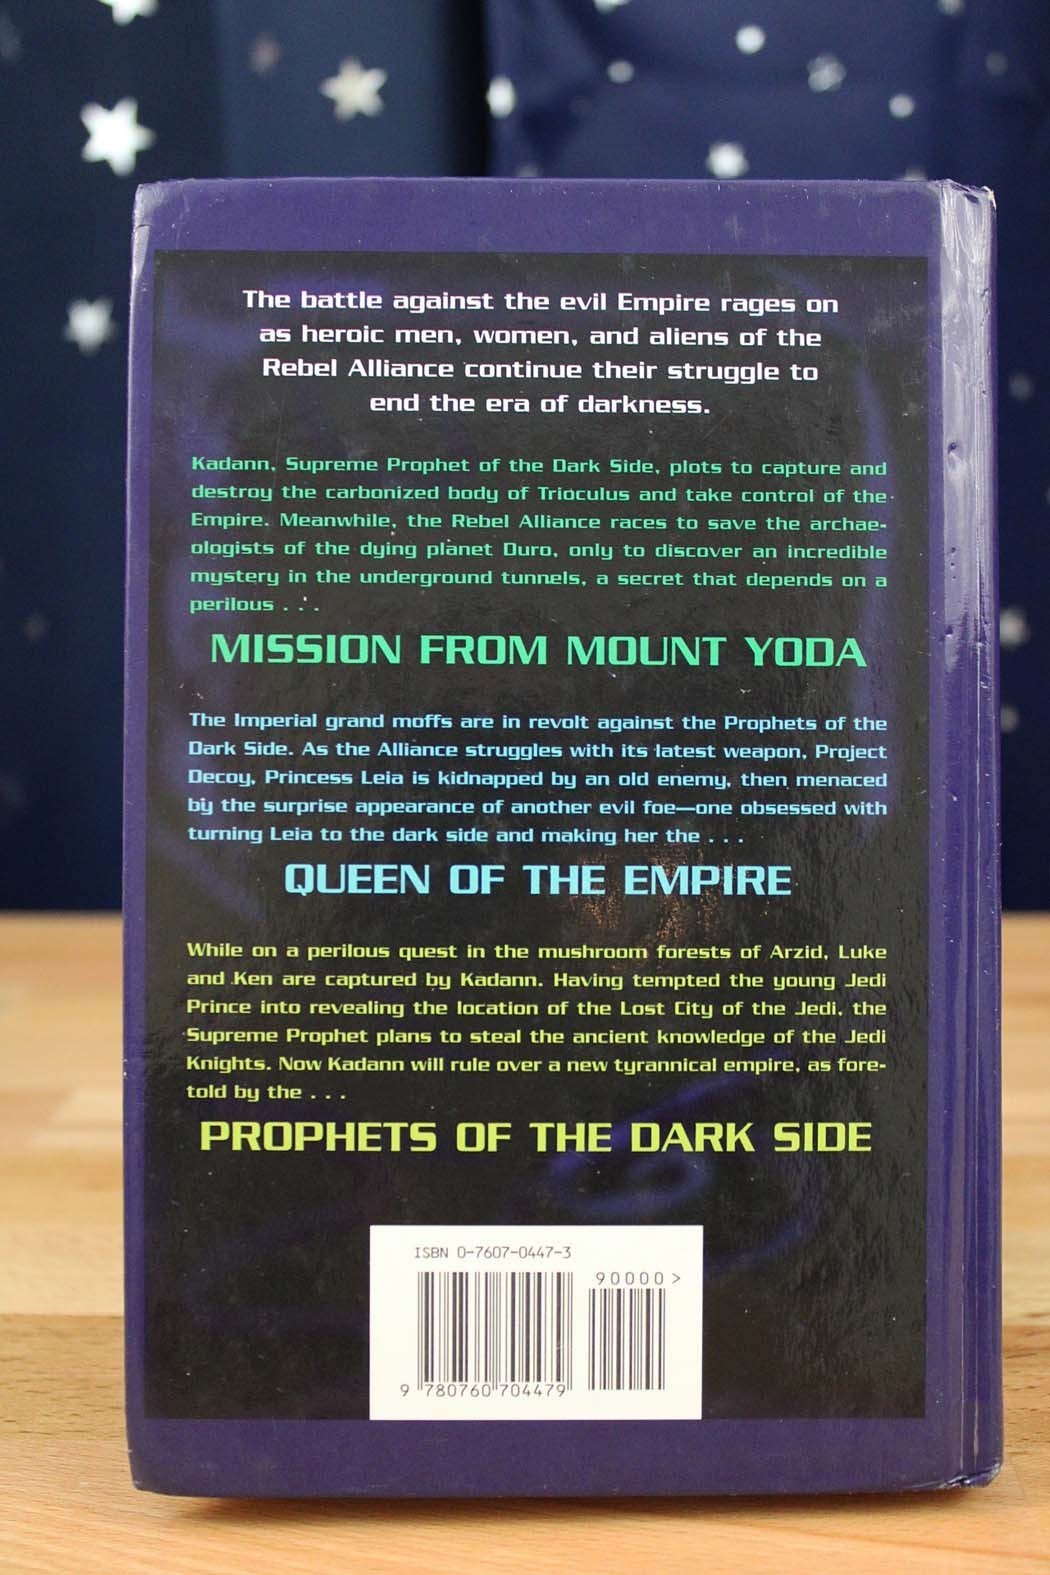 The battle against the evil Empire rages on
as heroic men, women, and aliens of the
Rebel Alliance continue their struggle to
end the era of darkness.
Kadann, Supreme Prophet of the Dark Side, plots to capture and
destroy the carbonized body of Trioculus and take control of the
Empire. Meanwhile, the Rebel Alliance races to save the archae-
ologists of the dying planet Duro, only to discover an incredible
mystery in the underground tunnels, a secret that depends on a
perilous . . .
MISSION FROM MOUNT YODA
The Imperial grand moffs are in revolt against the Prophets of the
Dark Side. As the Alliance struggles with its latest weapon, Project
Decoy, Princess Leia is kidnapped by an old enemy, then menaced
by the surprise appearance of another evil foe—one obsessed with
turning Leia to the dark side and making her the . . .
QUEEN OF THE EMPIRE
While on a perilous quest in the mushroom forests of Arzid, Luke
and Ken are captured by Kadann. Having tempted the young Jedi
Prince into revealing the location of the Lost City of the Jedi, the
Supreme Prophet plans to steal the ancient knowledge of the Jedi
Knights. Now Kadann will rule over a new tyrannical empire, as fore-
told by the . . .
PROPHETS OF THE DARK SIDE
ISBN 0-7607-0447-3
90000>
9 780760 704479